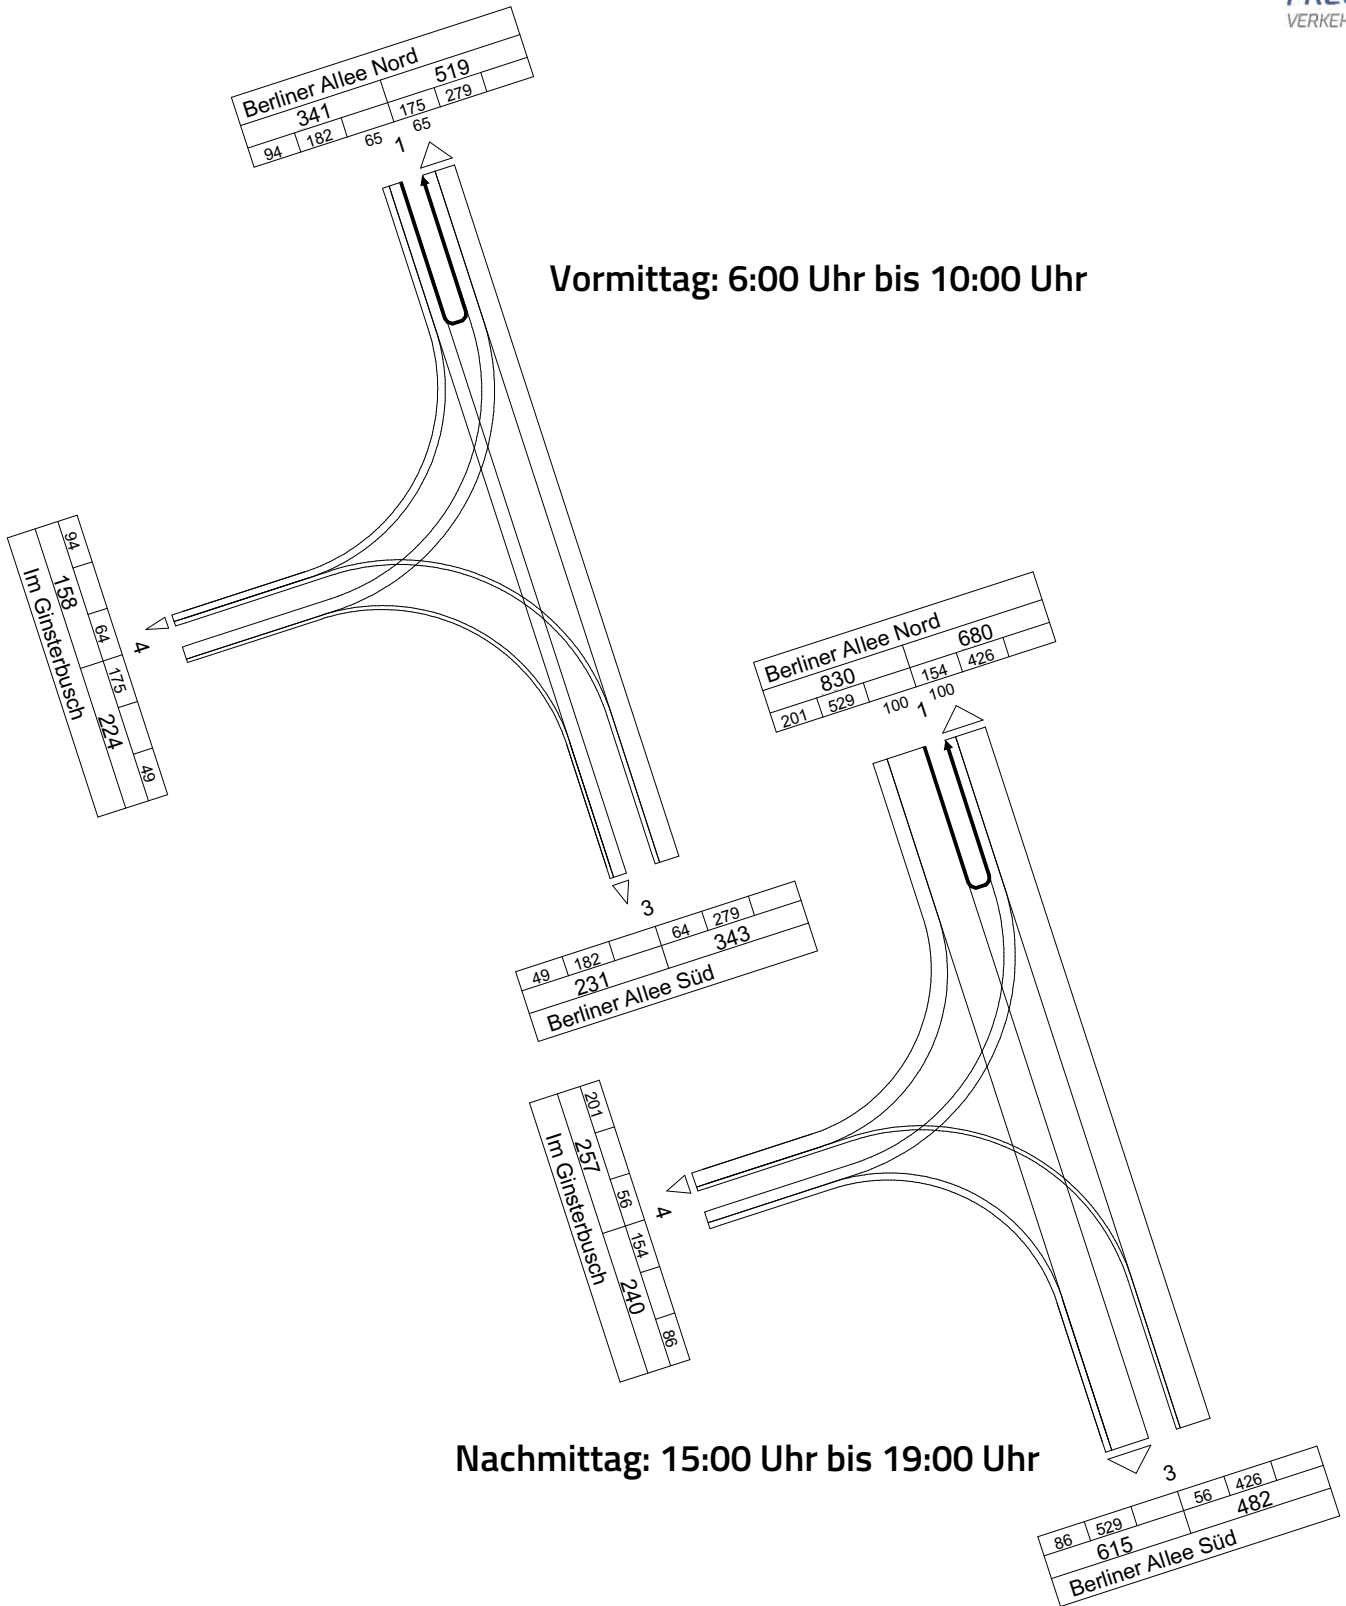 VERKEH
Berliner Allee Nord
341 519
94 182 65 175 279
65
1
Vormittag: 6:00 Uhr bis 10:00 Uhr
94 64 175 49
158 224
Im Ginsterbusch
4
3
49 182 64 279
231 343
Berliner Allee Süd
Berliner Allee Nord
830 680
201 529 100 154 426
100
1
201 56 154 86
257 240
Im Ginsterbusch
4
Nachmittag: 15:00 Uhr bis 19:00 Uhr
3
86 529 56 426
615 482
Berliner Allee Süd